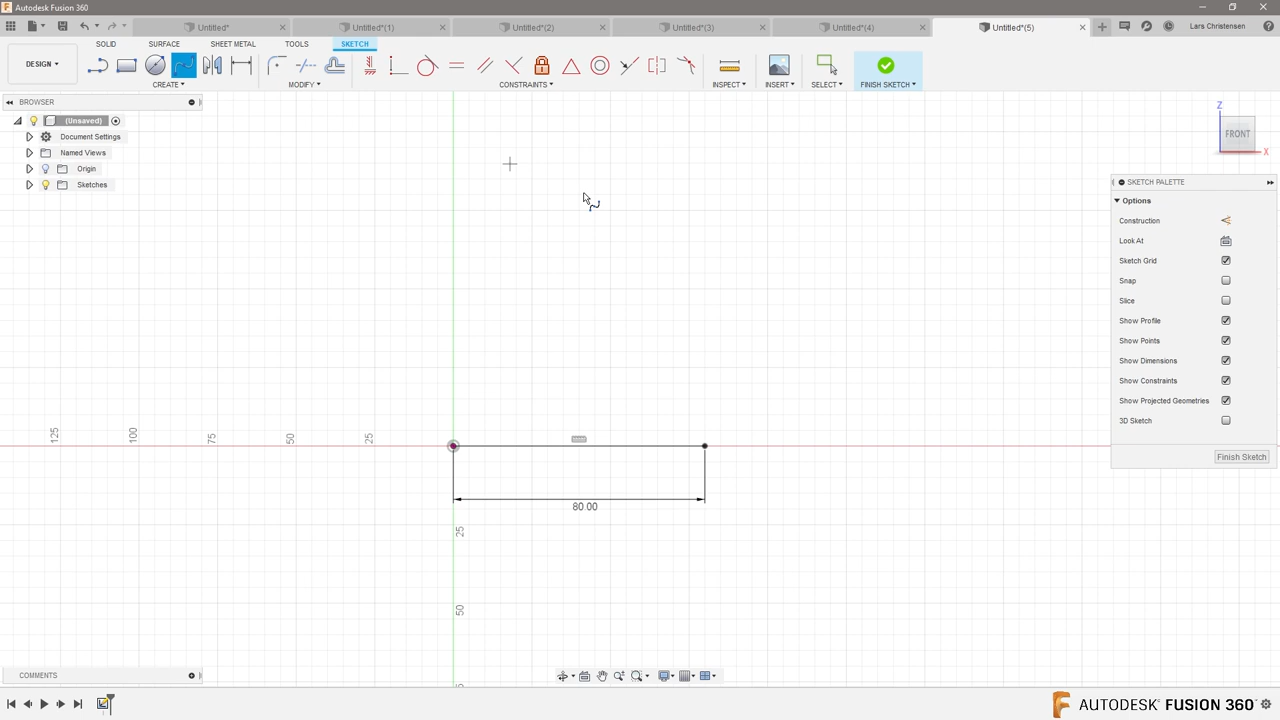 Autodesk Fusion 360
Untitled* Untitled*(1) Untitled*(2) Untitled*(3) Untitled*(4) Untitled*(5) Lars Christensen
SOLID SURFACE SHEET METAL TOOLS SKETCH
DESIGN
CREATE MODIFY CONSTRAINTS INSPECT INSERT SELECT FINISH SKETCH
BROWSER
(Unsaved)
Document Settings
Named Views
Origin
Sketches
Z
FRONT
X
SKETCH PALETTE
Options
Construction
Look At
Sketch Grid
Snap
Slice
Show Profile
Show Points
Show Dimensions
Show Constraints
Show Projected Geometries
3D Sketch
Finish Sketch
125 100 75 50 25
80.00
25
50
COMMENTS
AUTODESK FUSION 360